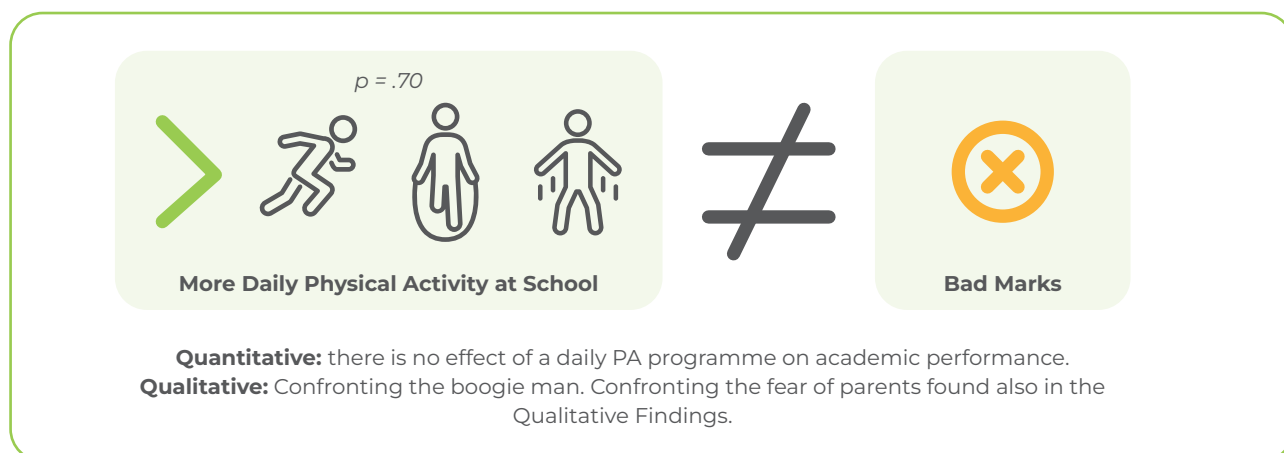 p = .70
More Daily Physical Activity at School
Bad Marks
Quantitative: there is no effect of a daily PA programme on academic performance.
Qualitative: Confronting the boogie man. Confronting the fear of parents found also in the
Qualitative Findings.